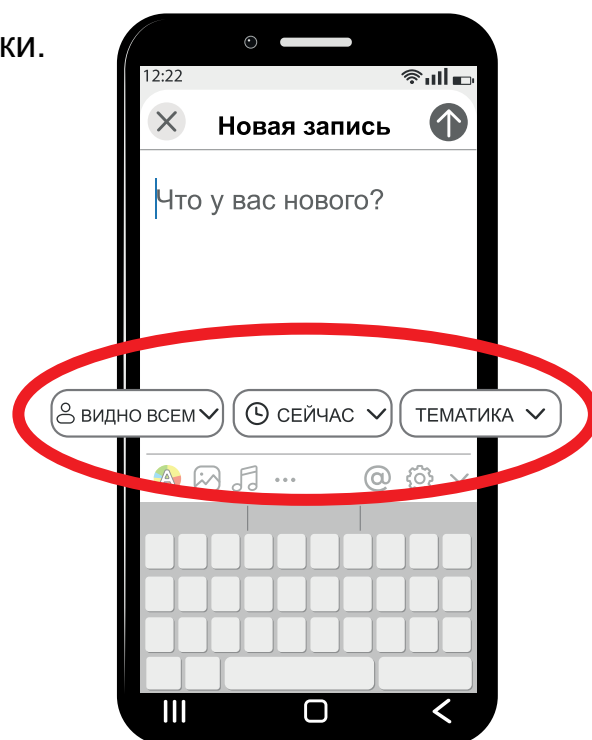 ки.
12:22
Новая запись
Что у вас нового?
ВИДНО ВСЕМ
СЕЙЧАС
ТЕМАТИКА
A
@